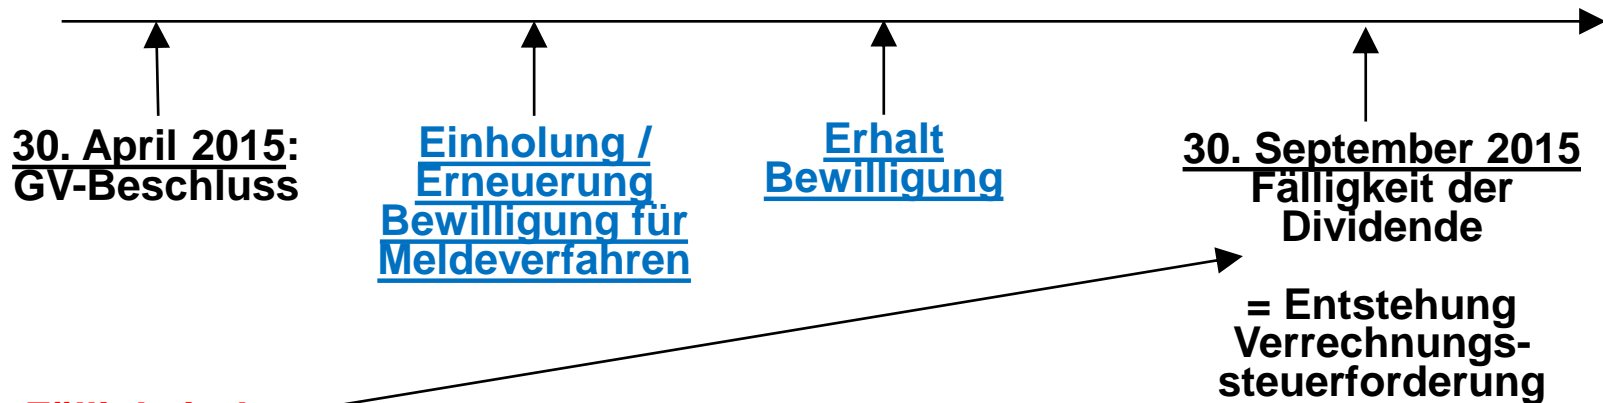 30. April 2015:
GV-Beschluss
Einholung /
Erneuerung
Bewilligung für
Meldeverfahren
Erhalt
Bewilligung
30. September 2015
Fälligkeit der
Dividende
= Entstehung
Verrechnungs-
steuerforderung